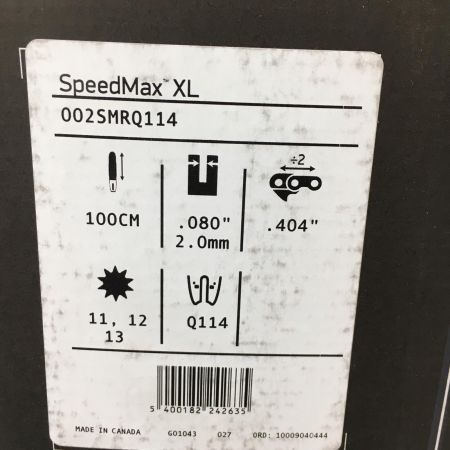 SpeedMax™ XL
002SMRQ114
÷2
100CM
.080"
2.0mm
.404"
11, 12
13
Q114
5 400182 242635
MADE IN CANADA G01043 027 ORD: 10009040444